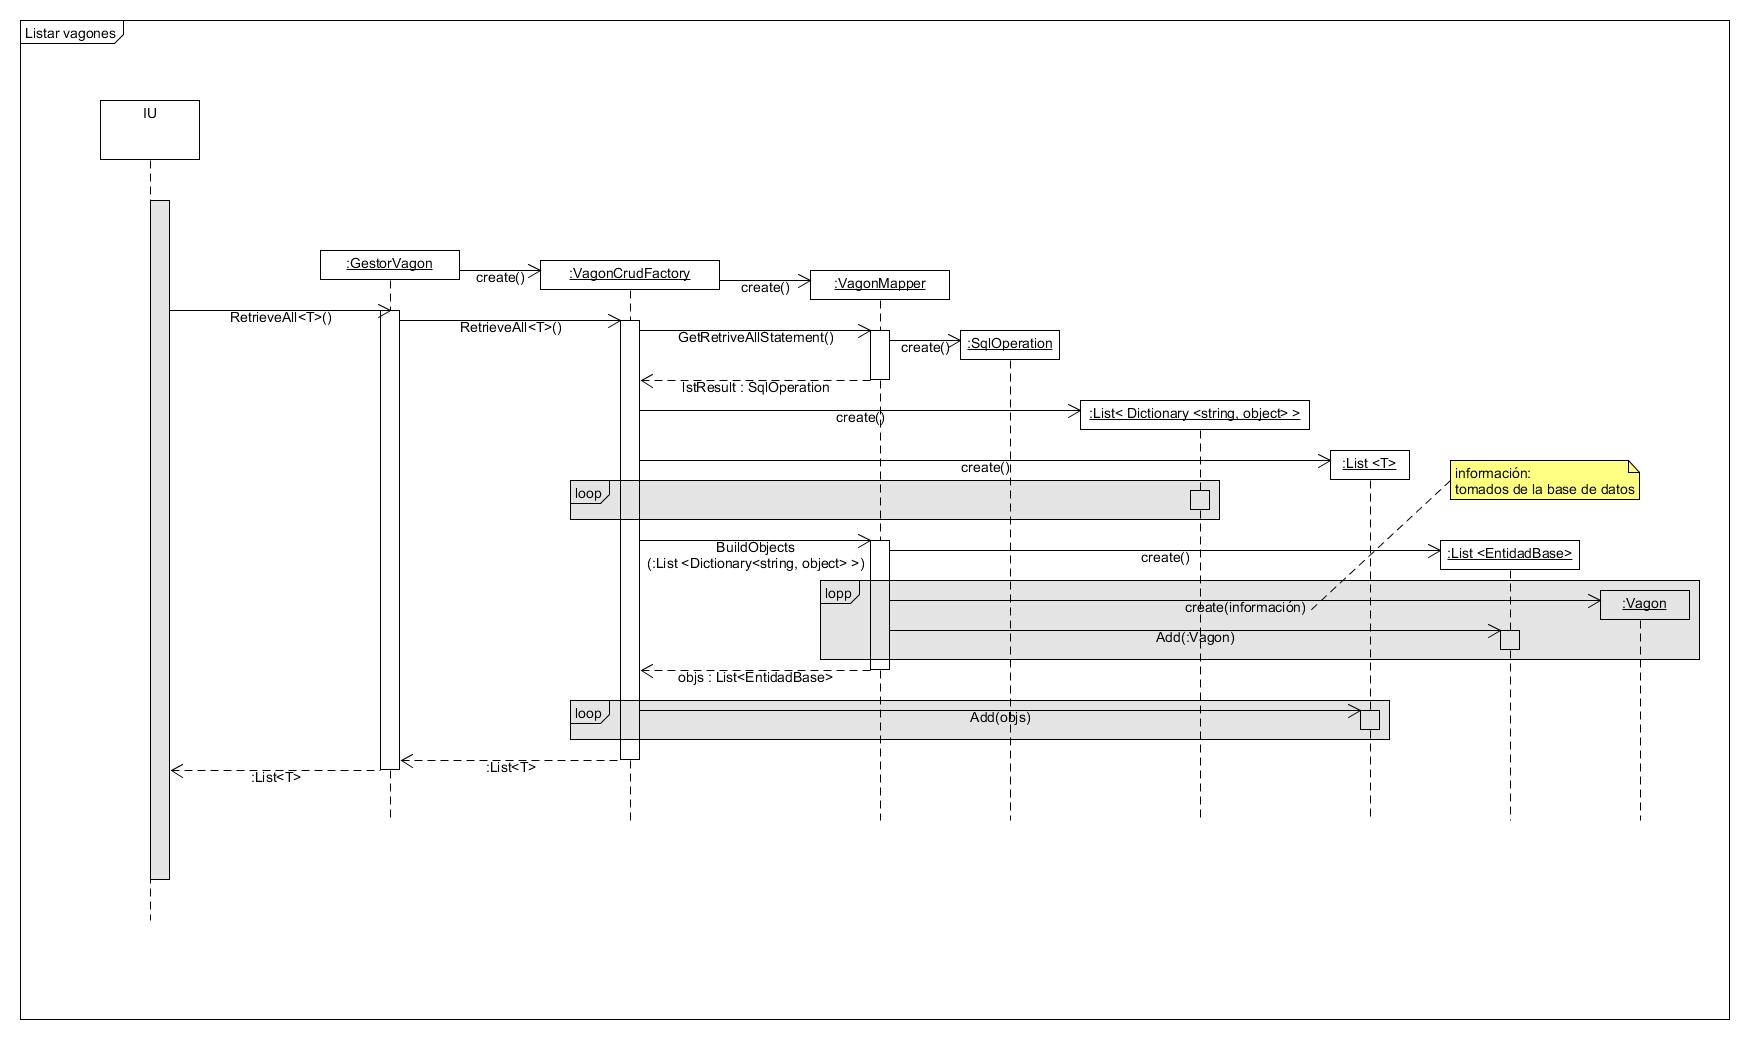 Listar vagones
IU
:GestorVagon
create()
:VagonCrudFactory
create()
:VagonMapper
RetrieveAll<T>()
RetrieveAll<T>()
GetRetriveAllStatement()
create()
:SqlOperation
lstResult : SqlOperation
create()
:List< Dictionary <string, object> >
create()
:List <T>
información:
tomados de la base de datos
loop
BuildObjects
(:List <Dictionary<string, object> >)
create()
:List <EntidadBase>
lopp
create(información)
:Vagon
Add(:Vagon)
objs : List<EntidadBase>
loop
Add(objs)
:List<T>
:List<T>